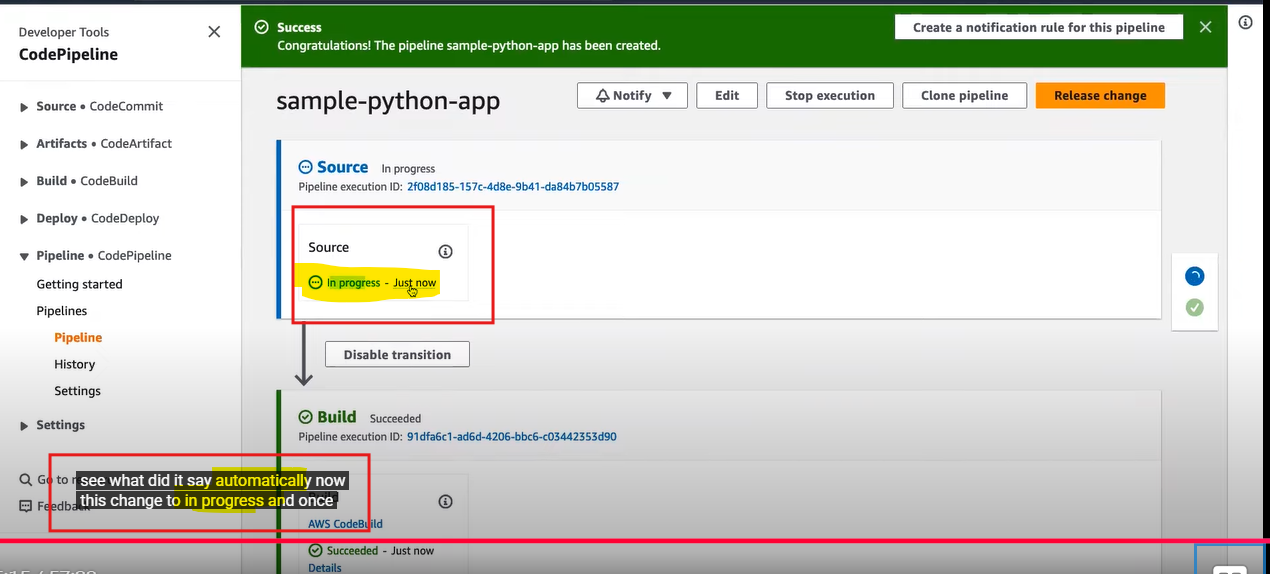 Developer Tools
CodePipeline
Source • CodeCommit
Artifacts • CodeArtifact
Build • CodeBuild
Deploy • CodeDeploy
Pipeline • CodePipeline
Getting started
Pipelines
Pipeline
History
Settings
Settings
Go to
Feedback
Success
Congratulations! The pipeline sample-python-app has been created.
Create a notification rule for this pipeline
sample-python-app
Notify
Edit
Stop execution
Clone pipeline
Release change
Source In progress
Pipeline execution ID: 2f08d185-157c-4d8e-9b41-da84b7b05587
Source
In progress - Just now
Disable transition
Build Succeeded
Pipeline execution ID: 91dfa6c1-ad6d-4206-bbc6-c03442353d90
AWS CodeBuild
Succeeded - Just now
Details
see what did it say automatically now
this change to in progress and once